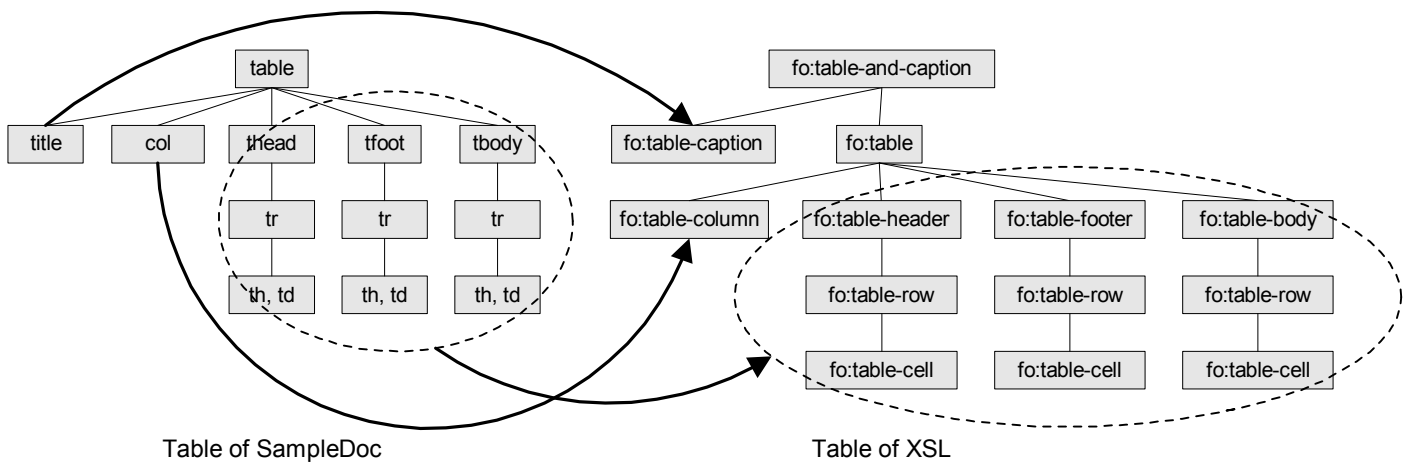 table
fo:table-and-caption
title
col
thead
tfoot
tbody
fo:table-caption
fo:table
tr
tr
tr
fo:table-column
fo:table-header
fo:table-footer
fo:table-body
th, td
th, td
th, td
fo:table-row
fo:table-row
fo:table-row
fo:table-cell
fo:table-cell
fo:table-cell
Table of SampleDoc
Table of XSL